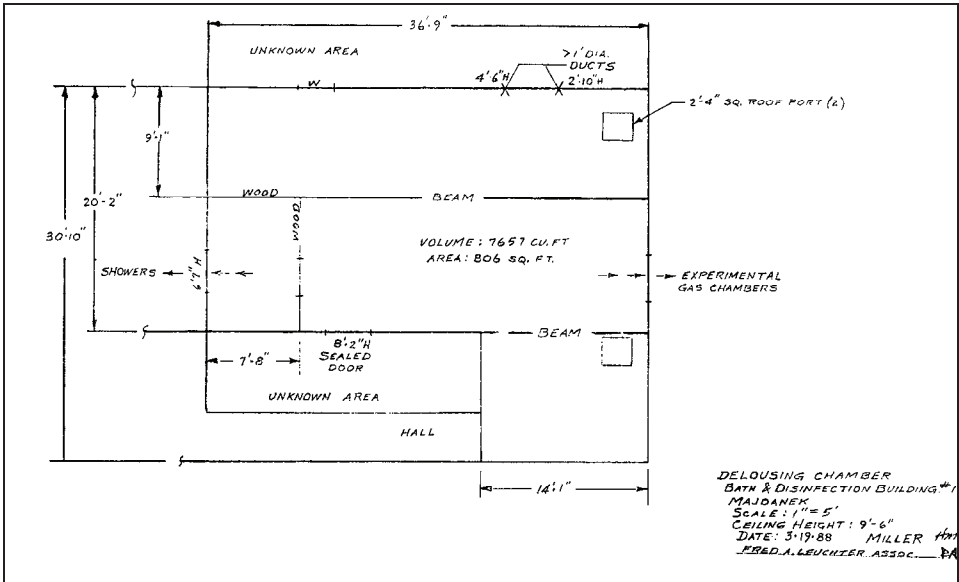 36'-9"
UNKNOWN AREA
>1' DIA.
DUCTS
4'6"H
2'-10"H
W
2'-4" SQ. ROOF PORT (2)
9'-1"
20'-2"
30'-10"
WOOD
BEAM
DOOM
VOLUME : 7657 CU. FT
AREA : 806 SQ. FT.
SHOWERS
6'7" H
EXPERIMENTAL
GAS CHAMBERS
BEAM
8'-2"H
SEALED
DOOR
7'-8"
UNKNOWN AREA
HALL
14'-1"
DELOUSING CHAMBER
BATH & DISINFECTION BUILDING #1
MAJDANEK
SCALE : 1" = 5'
CEILING HEIGHT : 9'-6"
DATE : 3-19-88 MILLER
FRED A. LEUCHTER ASSOC.